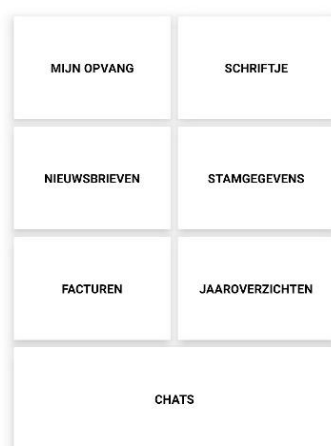 MIJN OPVANG
SCHRIFTJE
NIEUWSBRIEVEN
STAMGEGEVENS
FACTUREN
JAAROVERZICHTEN
CHATS